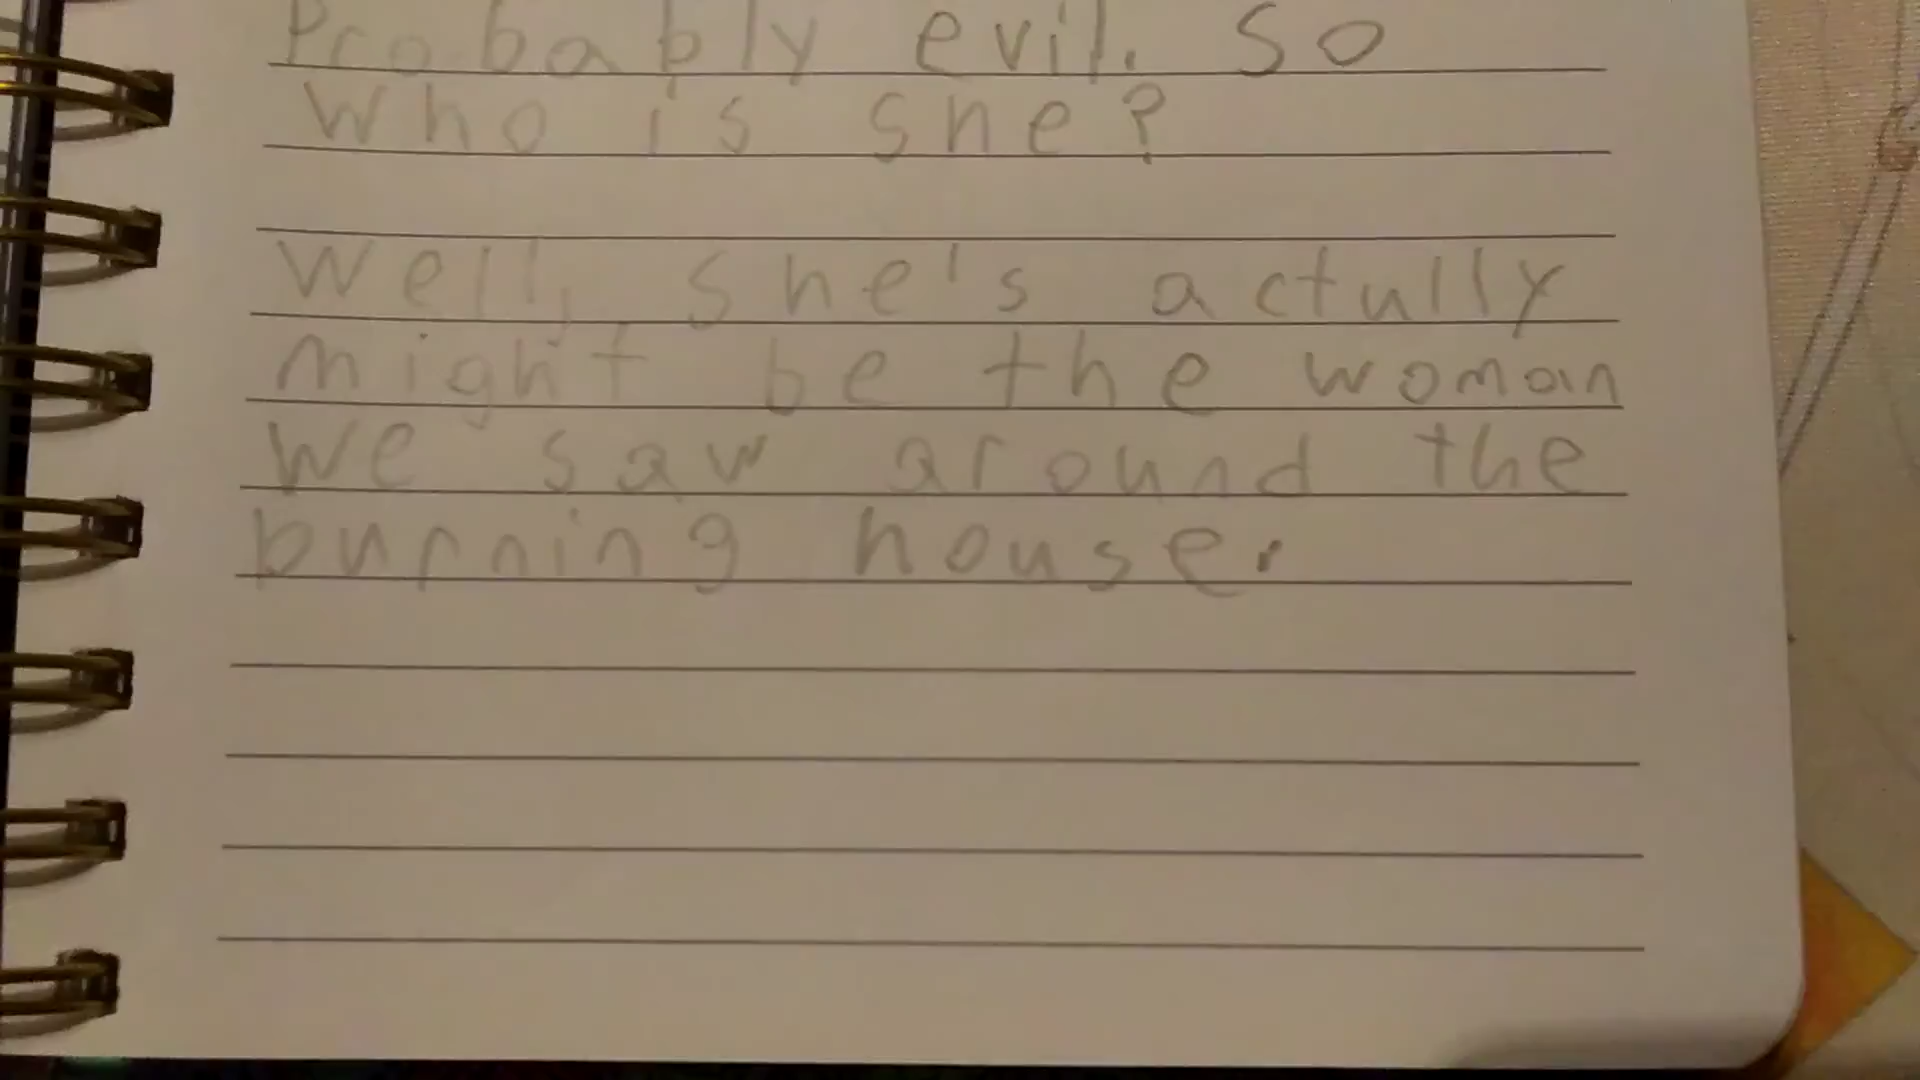 Probably evil. So
Who is she?
Well, she's actully
might be the woman
We saw around the
burning house.